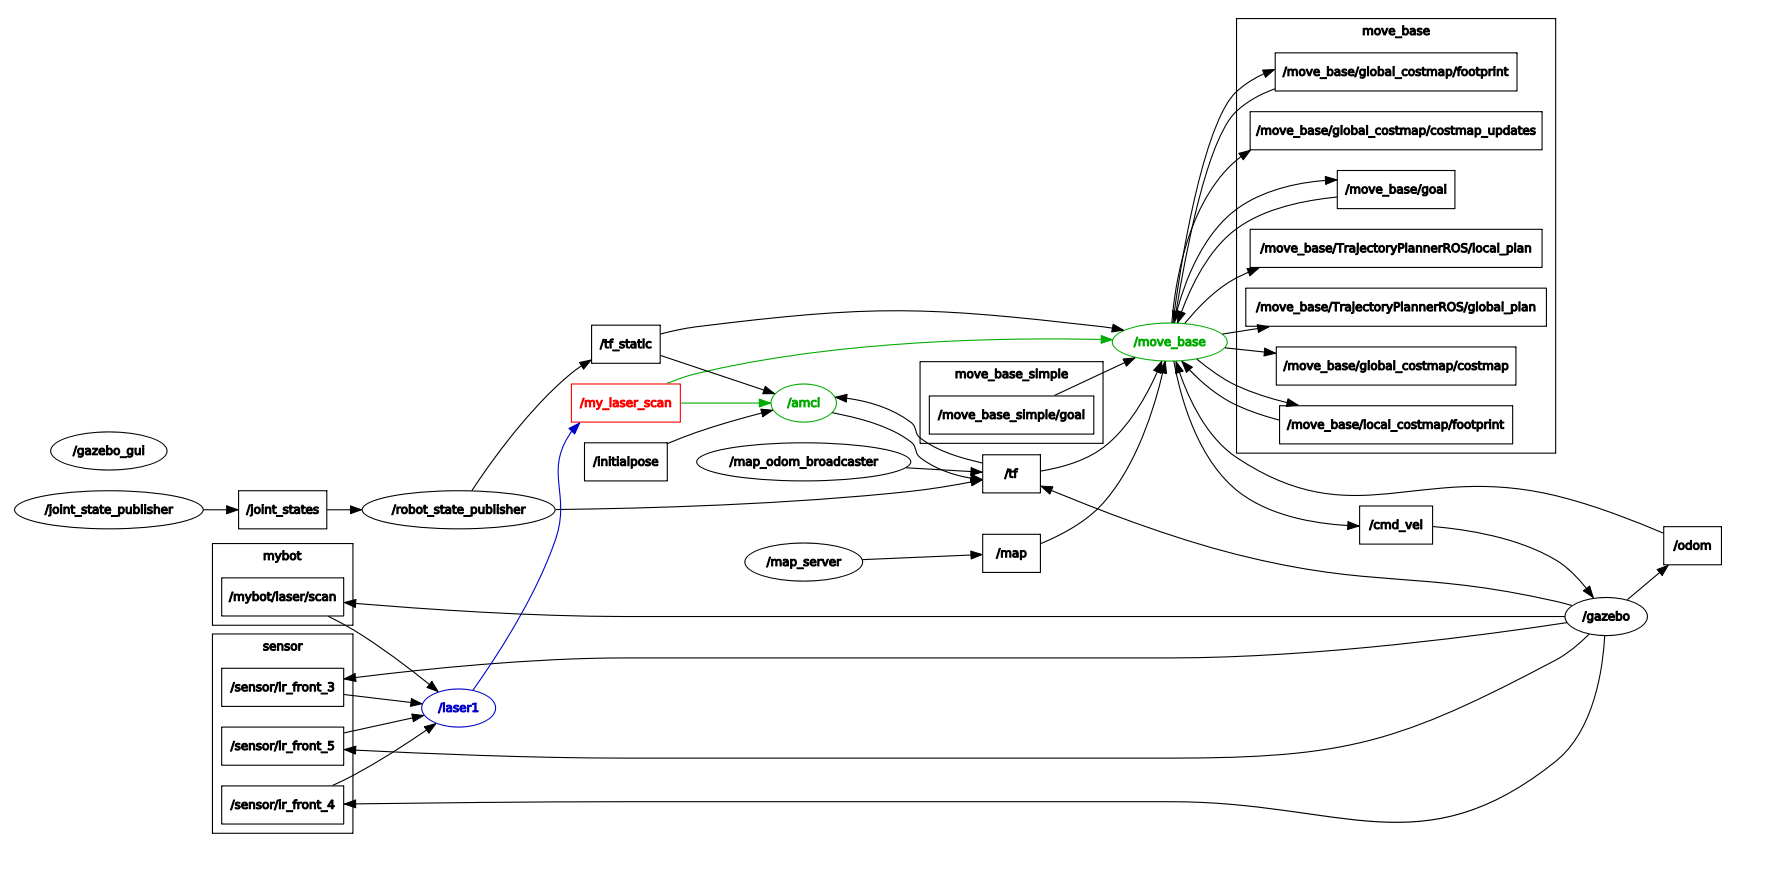 move_base
/move_base/global_costmap/footprint
/move_base/global_costmap/costmap_updates
/move_base/goal
/move_base/TrajectoryPlannerROS/local_plan
/move_base/TrajectoryPlannerROS/global_plan
/move_base/global_costmap/costmap
/move_base/local_costmap/footprint
/tf_static
/move_base
/my_laser_scan
/amcl
move_base_simple
/move_base_simple/goal
/gazebo_gui
/initialpose
/map_odom_broadcaster
/tf
/joint_state_publisher
/joint_states
/robot_state_publisher
/cmd_vel
/odom
/map_server
/map
mybot
/mybot/laser/scan
/gazebo
sensor
/sensor/ir_front_3
/laser1
/sensor/ir_front_5
/sensor/ir_front_4